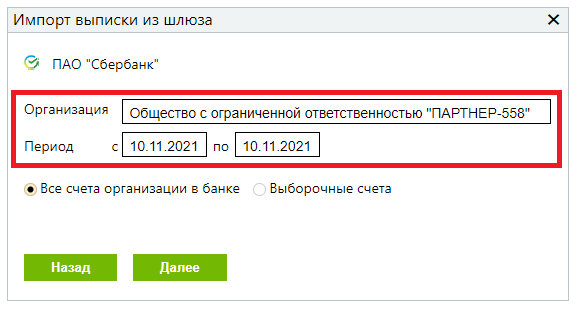 Импорт выписки из шлюза
ПАО "Сбербанк"
Организация Общество с ограниченной ответственностью "ПАРТНЕР-558"
Период с 10.11.2021 по 10.11.2021
Все счета организации в банке Выборочные счета
Назад Далее